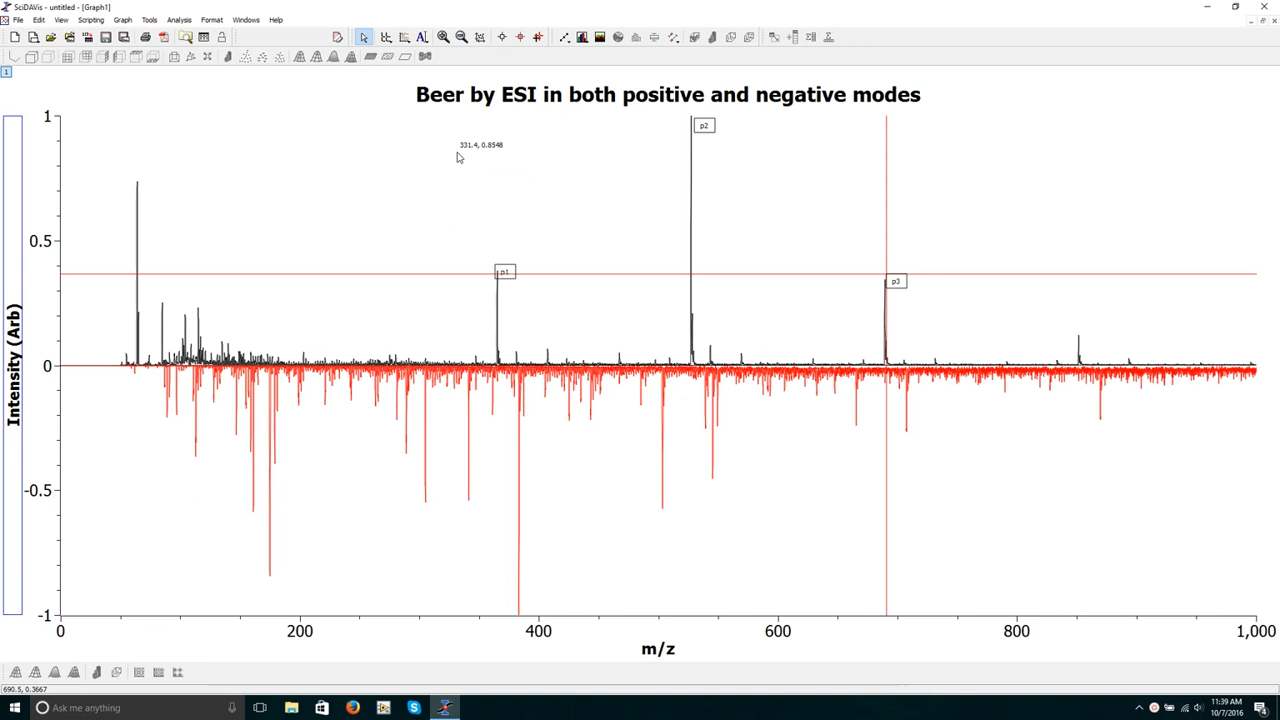 SciDAVis - untitled - [Graph1]
File Edit View Scripting Graph Tools Analysis Format Windows Help
1
Beer by ESI in both positive and negative modes
1
p2
331.4, 0.8548
0.5
p1
p3
Intensity (Arb)
0
-0.5
-1
0 200 400 600 800 1,000
m/z
690.5, 0.3667
Ask me anything
11:39 AM
10/7/2016
4